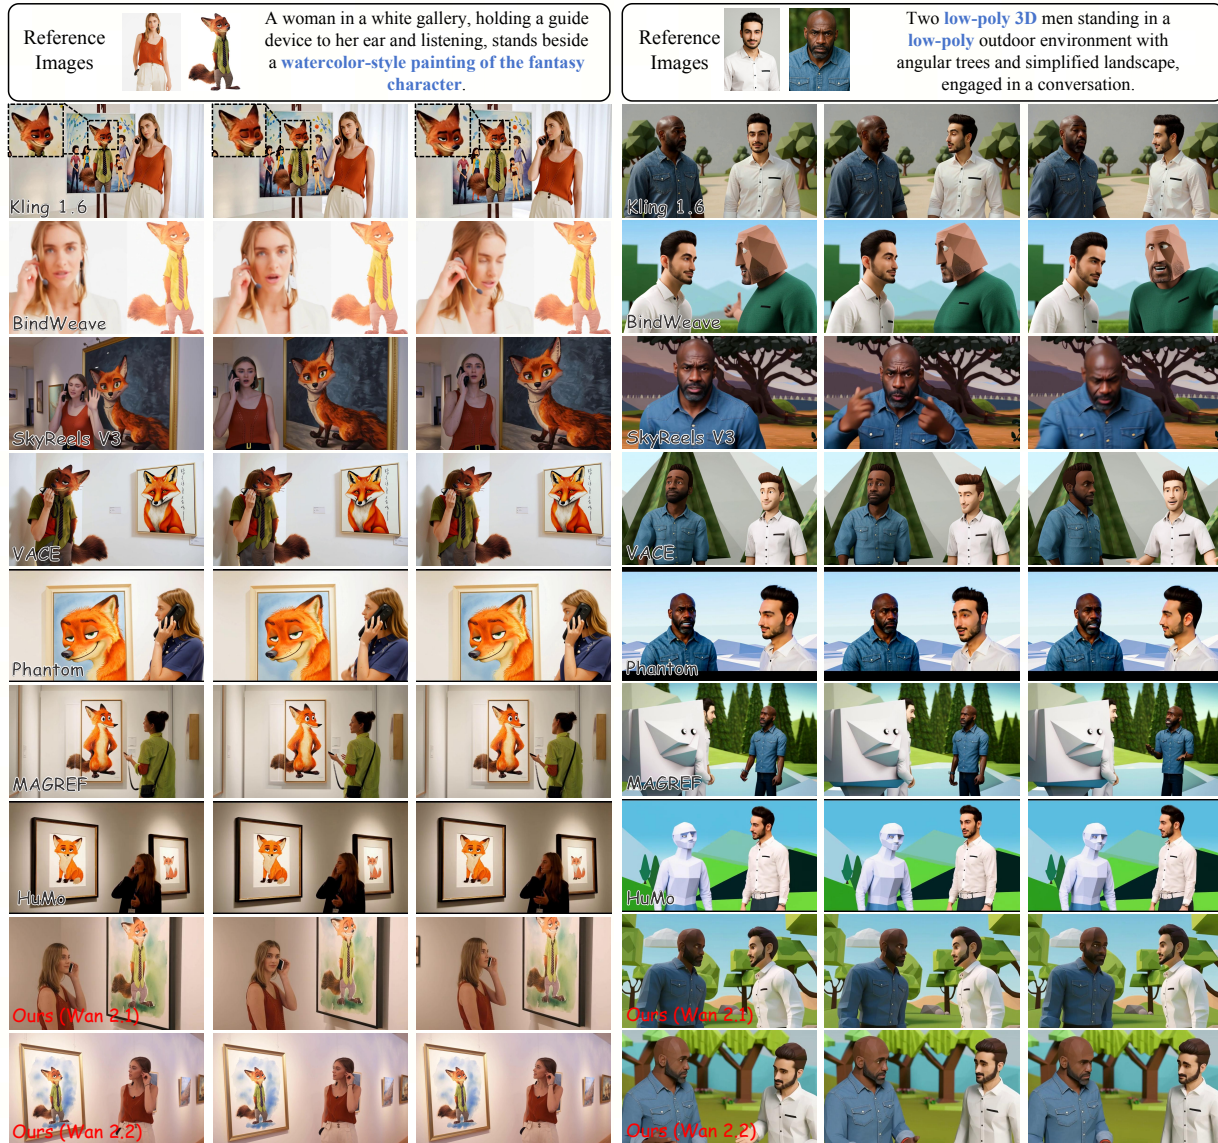 Reference
Images
A woman in a white gallery, holding a guide
device to her ear and listening, stands beside
a watercolor-style painting of the fantasy
character.
Reference
Images
Two low-poly 3D men standing in a
low-poly outdoor environment with
angular trees and simplified landscape,
engaged in a conversation.
Kling 1.6
Kling 1.6
BindWeave
BindWeave
SkyReels V3
SkyReels V3
VACE
VACE
Phantom
Phantom
MAGREF
MAGREF
HuMo
HuMo
Ours (Wan 2.1)
Ours (Wan 2.1)
Ours (Wan 2.2)
Ours (Wan 2.2)